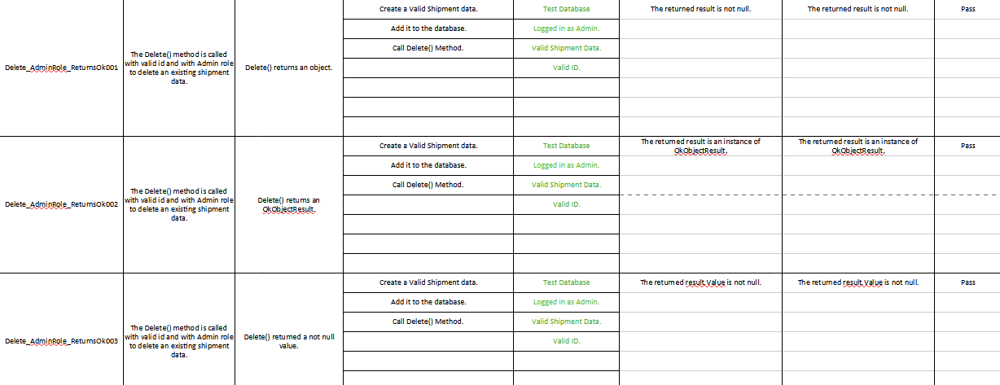 Create a Valid Shipment data. Test Database The returned result is not null. The returned result is not null. Pass
Add it to the database. Logged in as Admin.
Call Delete() Method. Valid Shipment Data.
Delete_AdminRole_ReturnsOk001
The Delete() method is called
with valid id and with Admin role
to delete an existing shipment
data.
Delete() returns an object.
Valid ID.
Create a Valid Shipment data. Test Database
The returned result is an instance of
OkObjectResult.
The returned result is an instance of
OkObjectResult.
Pass
Add it to the database. Logged in as Admin.
Call Delete() Method. Valid Shipment Data.
Delete_AdminRole_ReturnsOk002
The Delete() method is called
with valid id and with Admin role
to delete an existing shipment
data.
Delete() returns an
OkObjectResult.
Valid ID.
Create a Valid Shipment data. Test Database The returned result.Value is not null. The returned result.Value is not null. Pass
Add it to the database. Logged in as Admin.
Call Delete() Method. Valid Shipment Data.
Delete_AdminRole_ReturnsOk003
The Delete() method is called
with valid id and with Admin role
to delete an existing shipment
data.
Delete() returned a not null
value.
Valid ID.